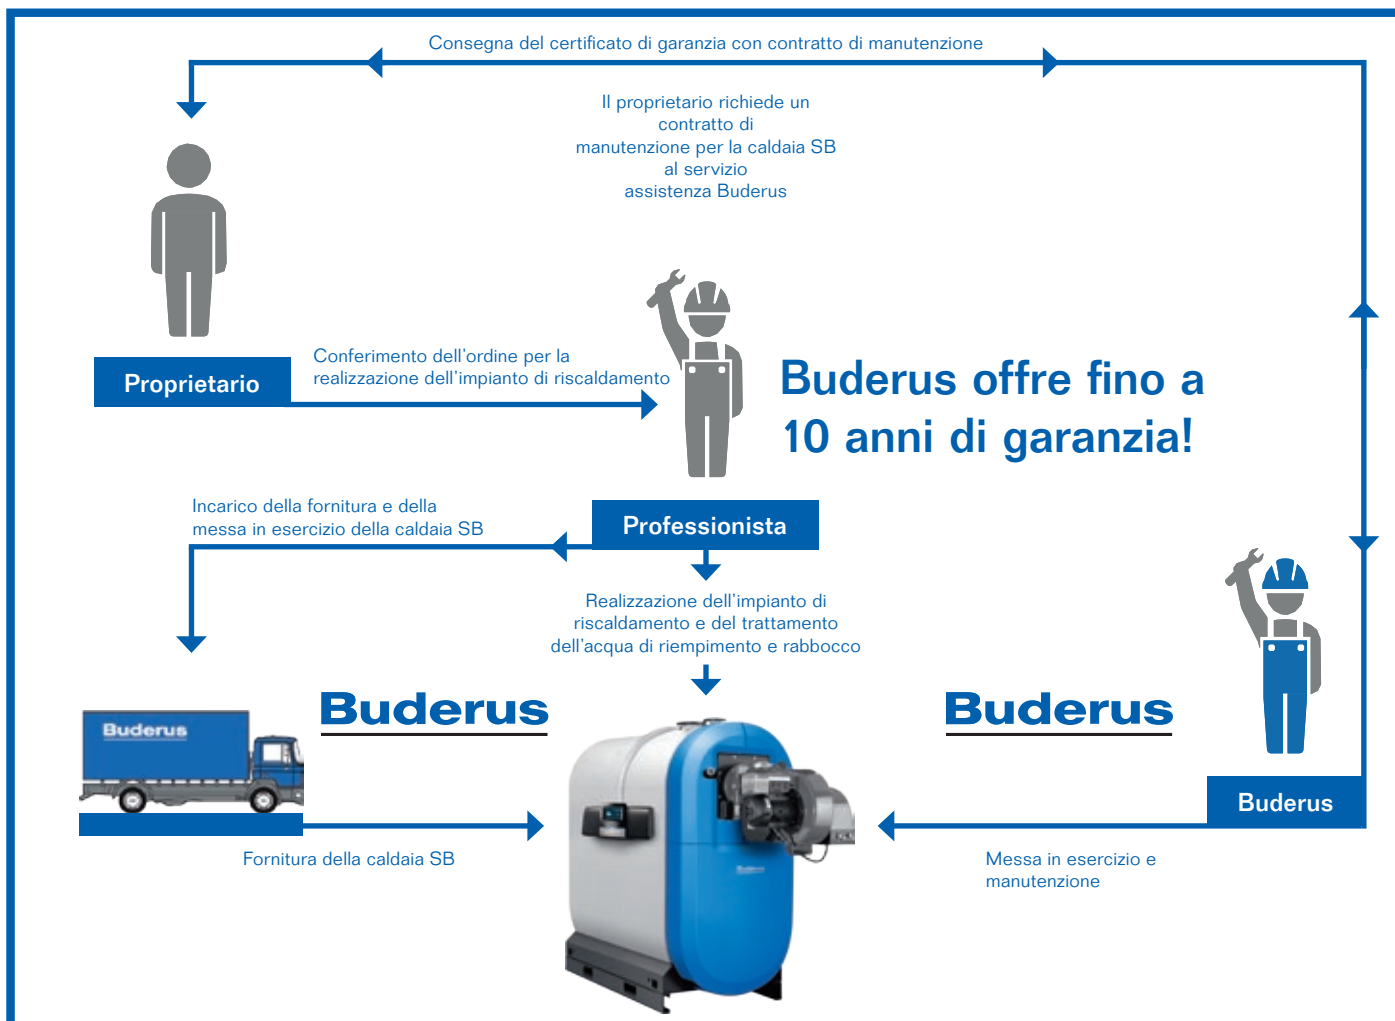 Consegna del certificato di garanzia con contratto di manutenzione
Il proprietario richiede un
contratto di
manutenzione per la caldaia SB
al servizio
assistenza Buderus
Proprietario
Conferimento dell'ordine per la
realizzazione dell'impianto di riscaldamento
Buderus offre fino a
10 anni di garanzia!
Incarico della fornitura e della
messa in esercizio della caldaia SB
Professionista
Realizzazione dell'impianto di
riscaldamento e del trattamento
dell'acqua di riempimento e rabbocco
Buderus
Buderus
Buderus
Buderus
Buderus
Fornitura della caldaia SB
Messa in esercizio e
manutenzione